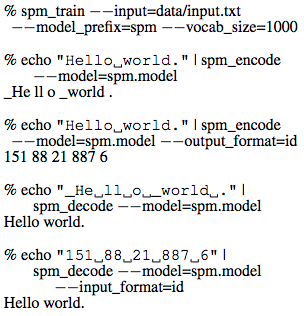 % spm_train −−input=data/input.txt
−−model_prefix=spm −−vocab_size=1000
% echo "Hello␣world."|spm_encode
−−model=spm.model
_He ll o _world .
% echo "Hello␣world."|spm_encode
−−model=spm.model −−output_format=id
151 88 21 887 6
% echo "_He␣ll␣o␣_world␣."|
spm_decode −−model=spm.model
Hello world.
% echo "151␣88␣21␣887␣6"|
spm_decode −−model=spm.model
−−input_format=id
Hello world.